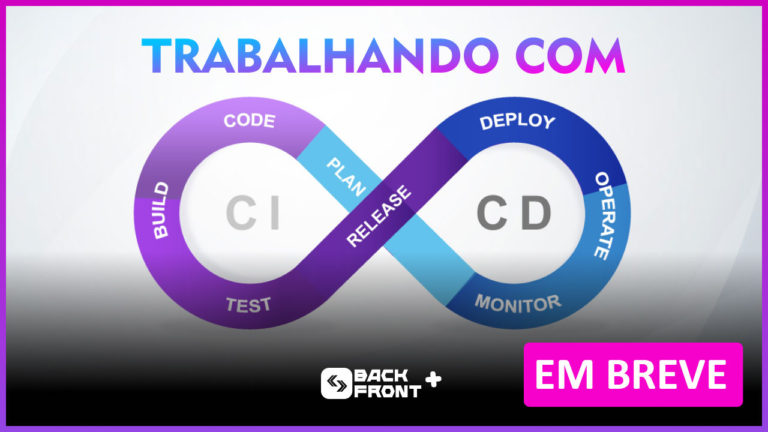 TRABALHANDO COM
CODE
DEPLOY
BUILD
PLAN
OPERATE
CI
RELEASE
CD
TEST
MONITOR
BACK
FRONT +
EM BREVE